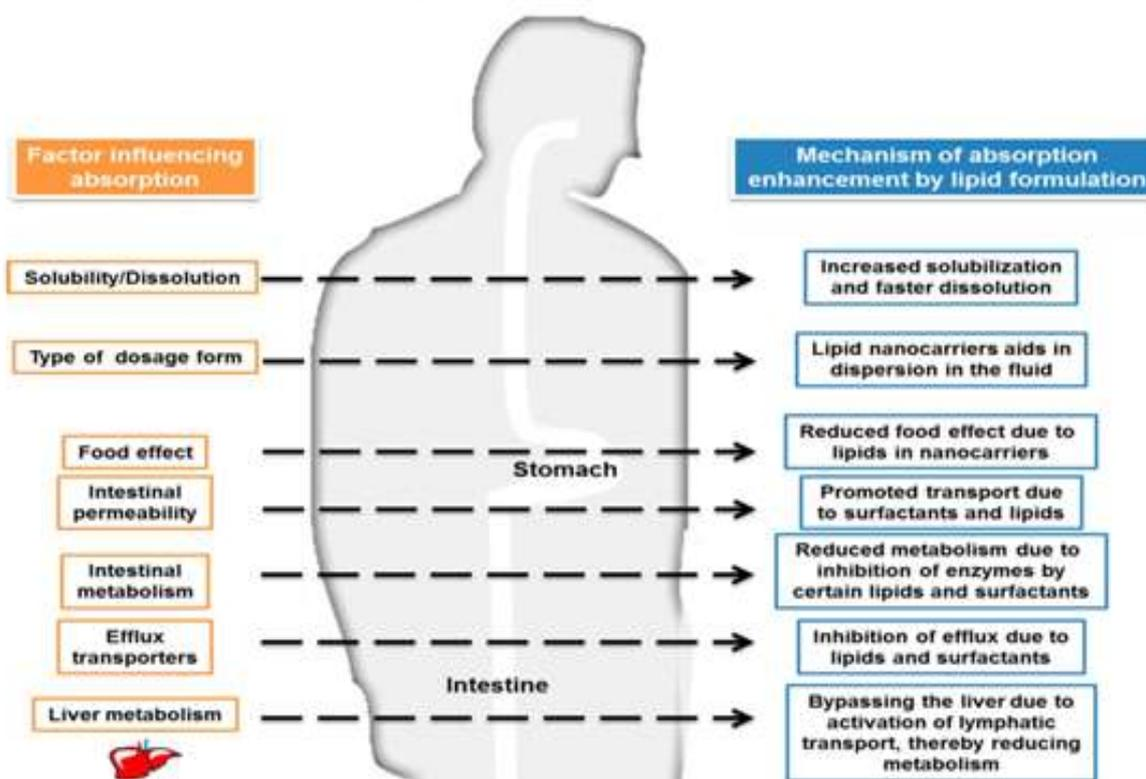 Factor influencing
absorption
Mechanism of absorption
enhancement by lipid formulation
Solubility/Dissolution
Increased solubilization
and faster dissolution
Type of dosage form
Lipid nanocarriers aids in
dispersion in the fluid
Food effect
Reduced food effect due to
lipids in nanocarriers
Stomach
Intestinal
permeability
Promoted transport due
to surfactants and lipids
Intestinal
metabolism
Reduced metabolism due to
inhibition of enzymes by
certain lipids and surfactants
Efflux
transporters
Inhibition of efflux due to
lipids and surfactants
Intestine
Liver metabolism
Bypassing the liver due to
activation of lymphatic
transport, thereby reducing
metabolism